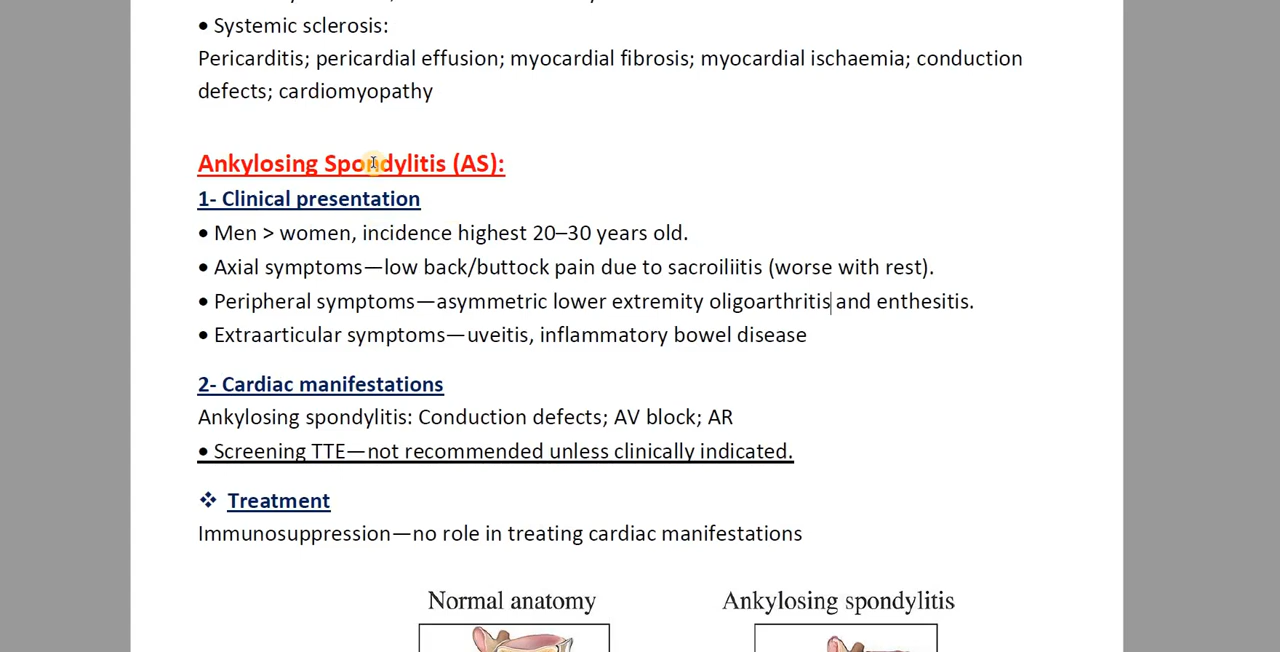 • Systemic sclerosis:
Pericarditis; pericardial effusion; myocardial fibrosis; myocardial ischaemia; conduction
defects; cardiomyopathy
Ankylosing Spondylitis (AS):
1- Clinical presentation
• Men > women, incidence highest 20–30 years old.
• Axial symptoms—low back/buttock pain due to sacroiliitis (worse with rest).
• Peripheral symptoms—asymmetric lower extremity oligoarthritis and enthesitis.
• Extraarticular symptoms—uveitis, inflammatory bowel disease
2- Cardiac manifestations
Ankylosing spondylitis: Conduction defects; AV block; AR
• Screening TTE—not recommended unless clinically indicated.
❖ Treatment
Immunosuppression—no role in treating cardiac manifestations
Normal anatomy Ankylosing spondylitis